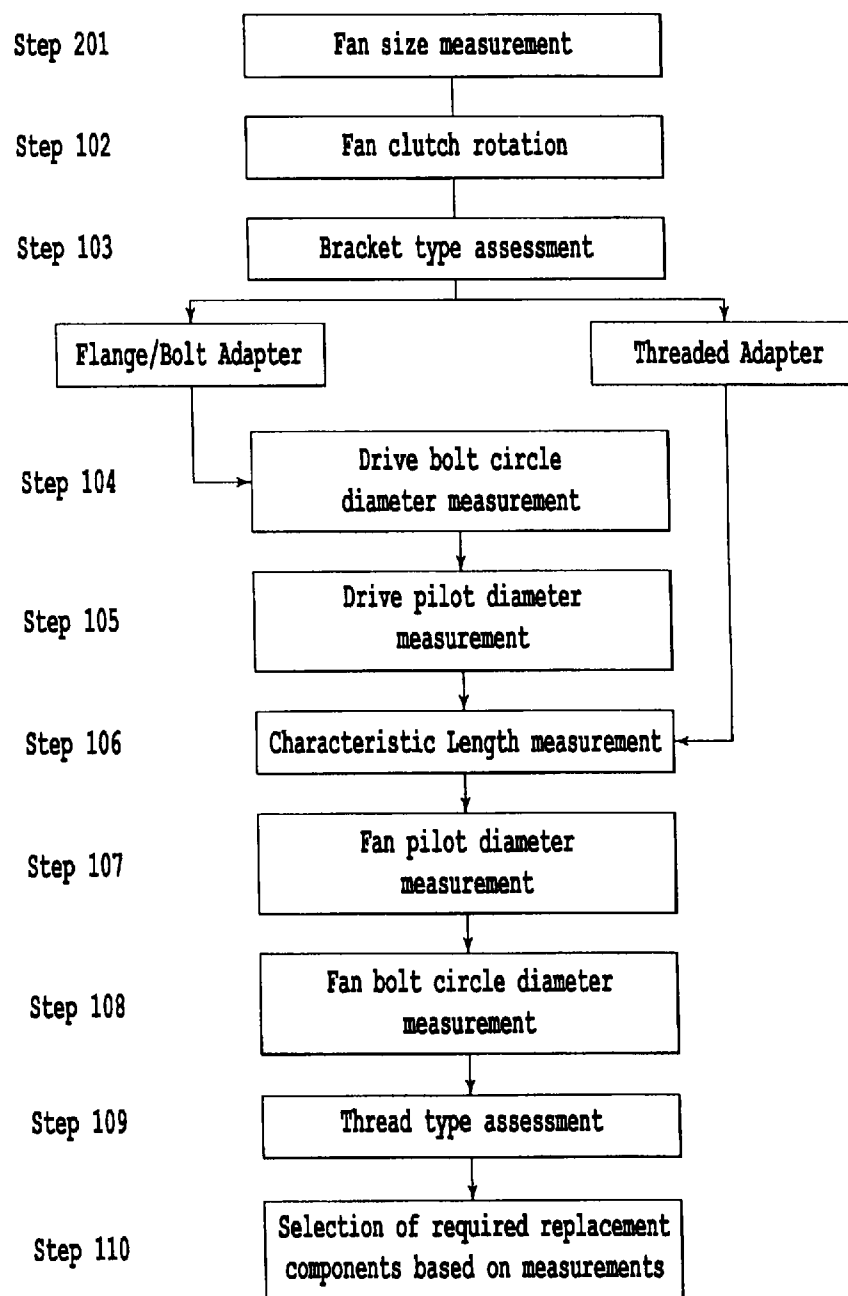 Step 201
Fan size measurement
Step 102
Fan clutch rotation
Step 103
Bracket type assessment
Flange/Bolt Adapter
Threaded Adapter
Step 104
Drive bolt circle
diameter measurement
Step 105
Drive pilot diameter
measurement
Step 106
Characteristic Length measurement
Step 107
Fan pilot diameter
measurement
Step 108
Fan bolt circle diameter
measurement
Step 109
Thread type assessment
Step 110
Selection of required replacement
components based on measurements